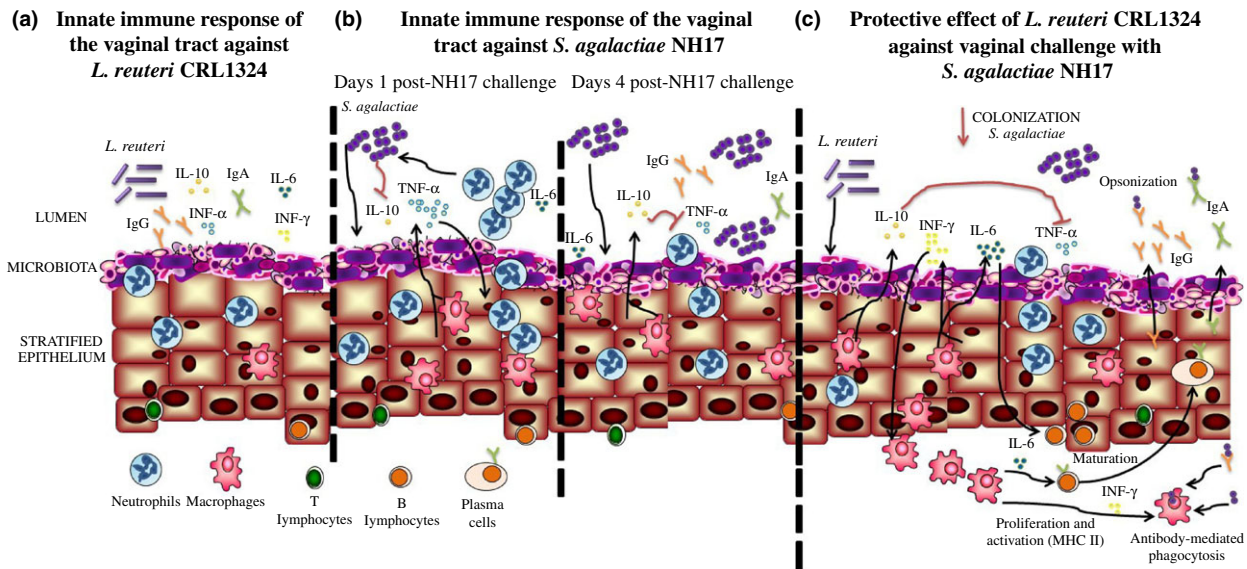 (a) Innate immune response of
the vaginal tract against
L. reuteri CRL1324
L. reuteri
IL-10
IgA
IL-6
INF-α
IgG
INF-γ
LUMEN
MICROBIOTA
STRATIFIED
EPITHELIUM
Neutrophils
Macrophages
T
lymphocytes
B
lymphocytes
Plasma
cells
(b) Innate immune response of the vaginal
tract against S. agalactiae NH17
Days 1 post-NH17 challenge
S. agalactiae
TNF-α
IL-10
IL-6
Days 4 post-NH17 challenge
IgG
IgA
IL-10
TNF-α
IL-6
(c) Protective effect of L. reuteri CRL1324
against vaginal challenge with
S. agalactiae NH17
COLONIZATION
S. agalactiae
L. reuteri
Opsonization
IgA
IL-10
INF-γ
IL-6
TNF-α
IgG
IL-6
Maturation
INF-γ
Proliferation and
activation (MHC II)
Antibody-mediated
phagocytosis